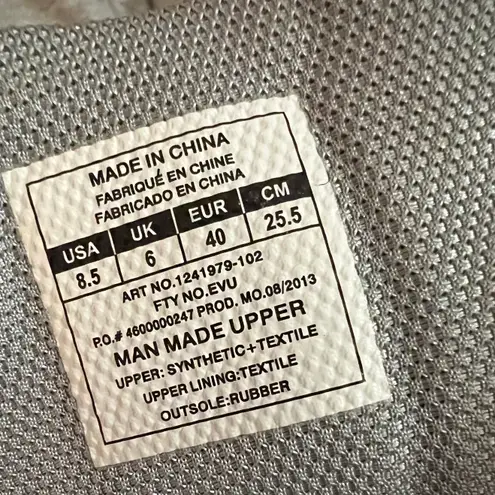 MADE IN CHINA
FABRIQUÉ EN CHINE
FABRICADO EN CHINA
USA UK EUR CM
8.5 6 40 25.5
ART NO.1241979-102
FTY NO.EVU
P.O.# 4600000247 PROD. MO.08/2013
MAN MADE UPPER
UPPER: SYNTHETIC+TEXTILE
UPPER LINING:TEXTILE
OUTSOLE:RUBBER